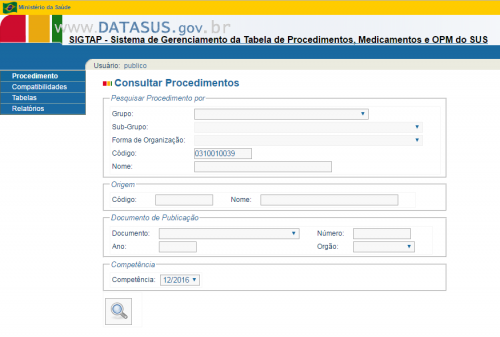 Ministério da Saúde
www.DATASUS.gov.br
SIGTAP - Sistema de Gerenciamento da Tabela de Procedimentos, Medicamentos e OPM do SUS
Usuário: publico
Procedimento
Compatibilidades
Tabelas
Relatórios
Consultar Procedimentos
Pesquisar Procedimento por
Grupo:
Sub-Grupo:
Forma de Organização:
Código: 0310010039
Nome:
Origem
Código: Nome:
Documento de Publicação
Documento: Número:
Ano: Orgão:
Competência
Competência: 12/2016